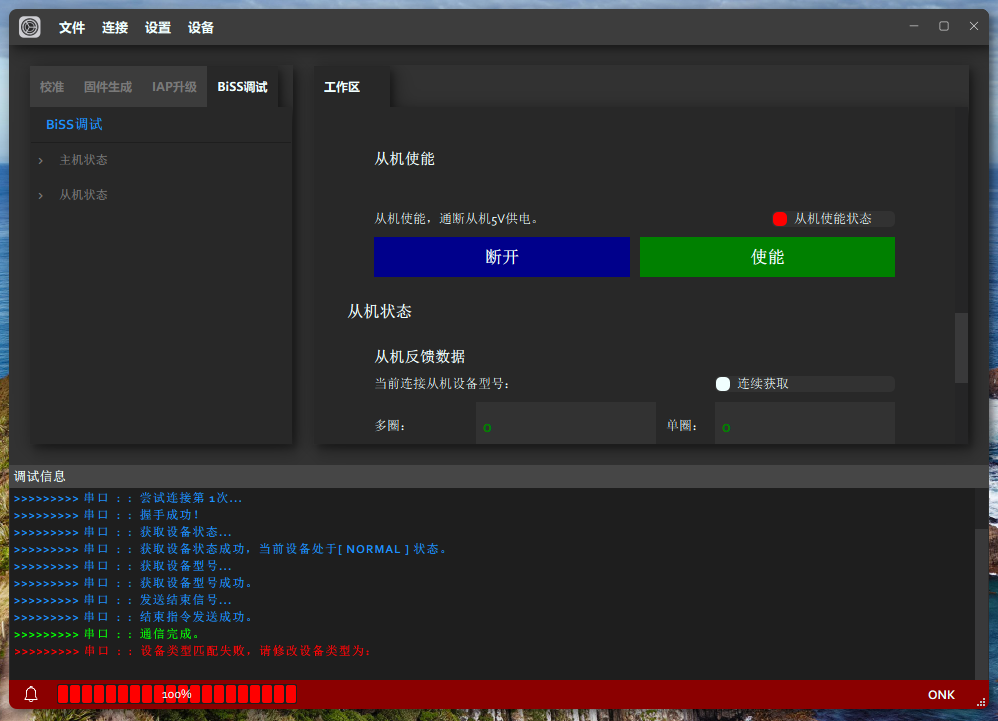 文件 连接 设置 设备
校准 固件生成 IAP升级 BiSS调试
BiSS调试
主机状态
从机状态
工作区
从机使能
从机使能，通断从机5V供电。
从机使能状态
断开 使能
从机状态
从机反馈数据
当前连接从机设备型号：
连续获取
多圈： 0 单圈： 0
调试信息
>>>>>>>>> 串口 : : 尝试连接第 1次...
>>>>>>>>> 串口 : : 握手成功！
>>>>>>>>> 串口 : : 获取设备状态...
>>>>>>>>> 串口 : : 获取设备状态成功，当前设备处于[ NORMAL ] 状态。
>>>>>>>>> 串口 : : 获取设备型号...
>>>>>>>>> 串口 : : 获取设备型号成功。
>>>>>>>>> 串口 : : 发送结束信号...
>>>>>>>>> 串口 : : 结束指令发送成功。
>>>>>>>>> 串口 : : 通信完成。
>>>>>>>>> 串口 : : 设备类型匹配失败，请修改设备类型为：
100%
ONK